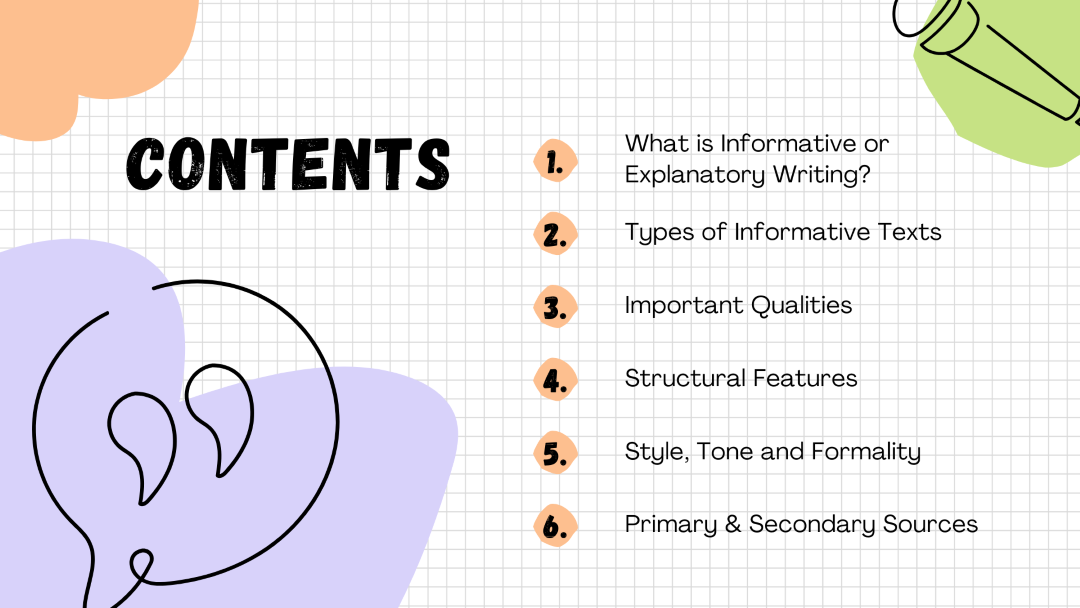 CONTENTS
1. What is Informative or
Explanatory Writing?
2. Types of Informative Texts
3. Important Qualities
4. Structural Features
5. Style, Tone and Formality
6. Primary & Secondary Sources